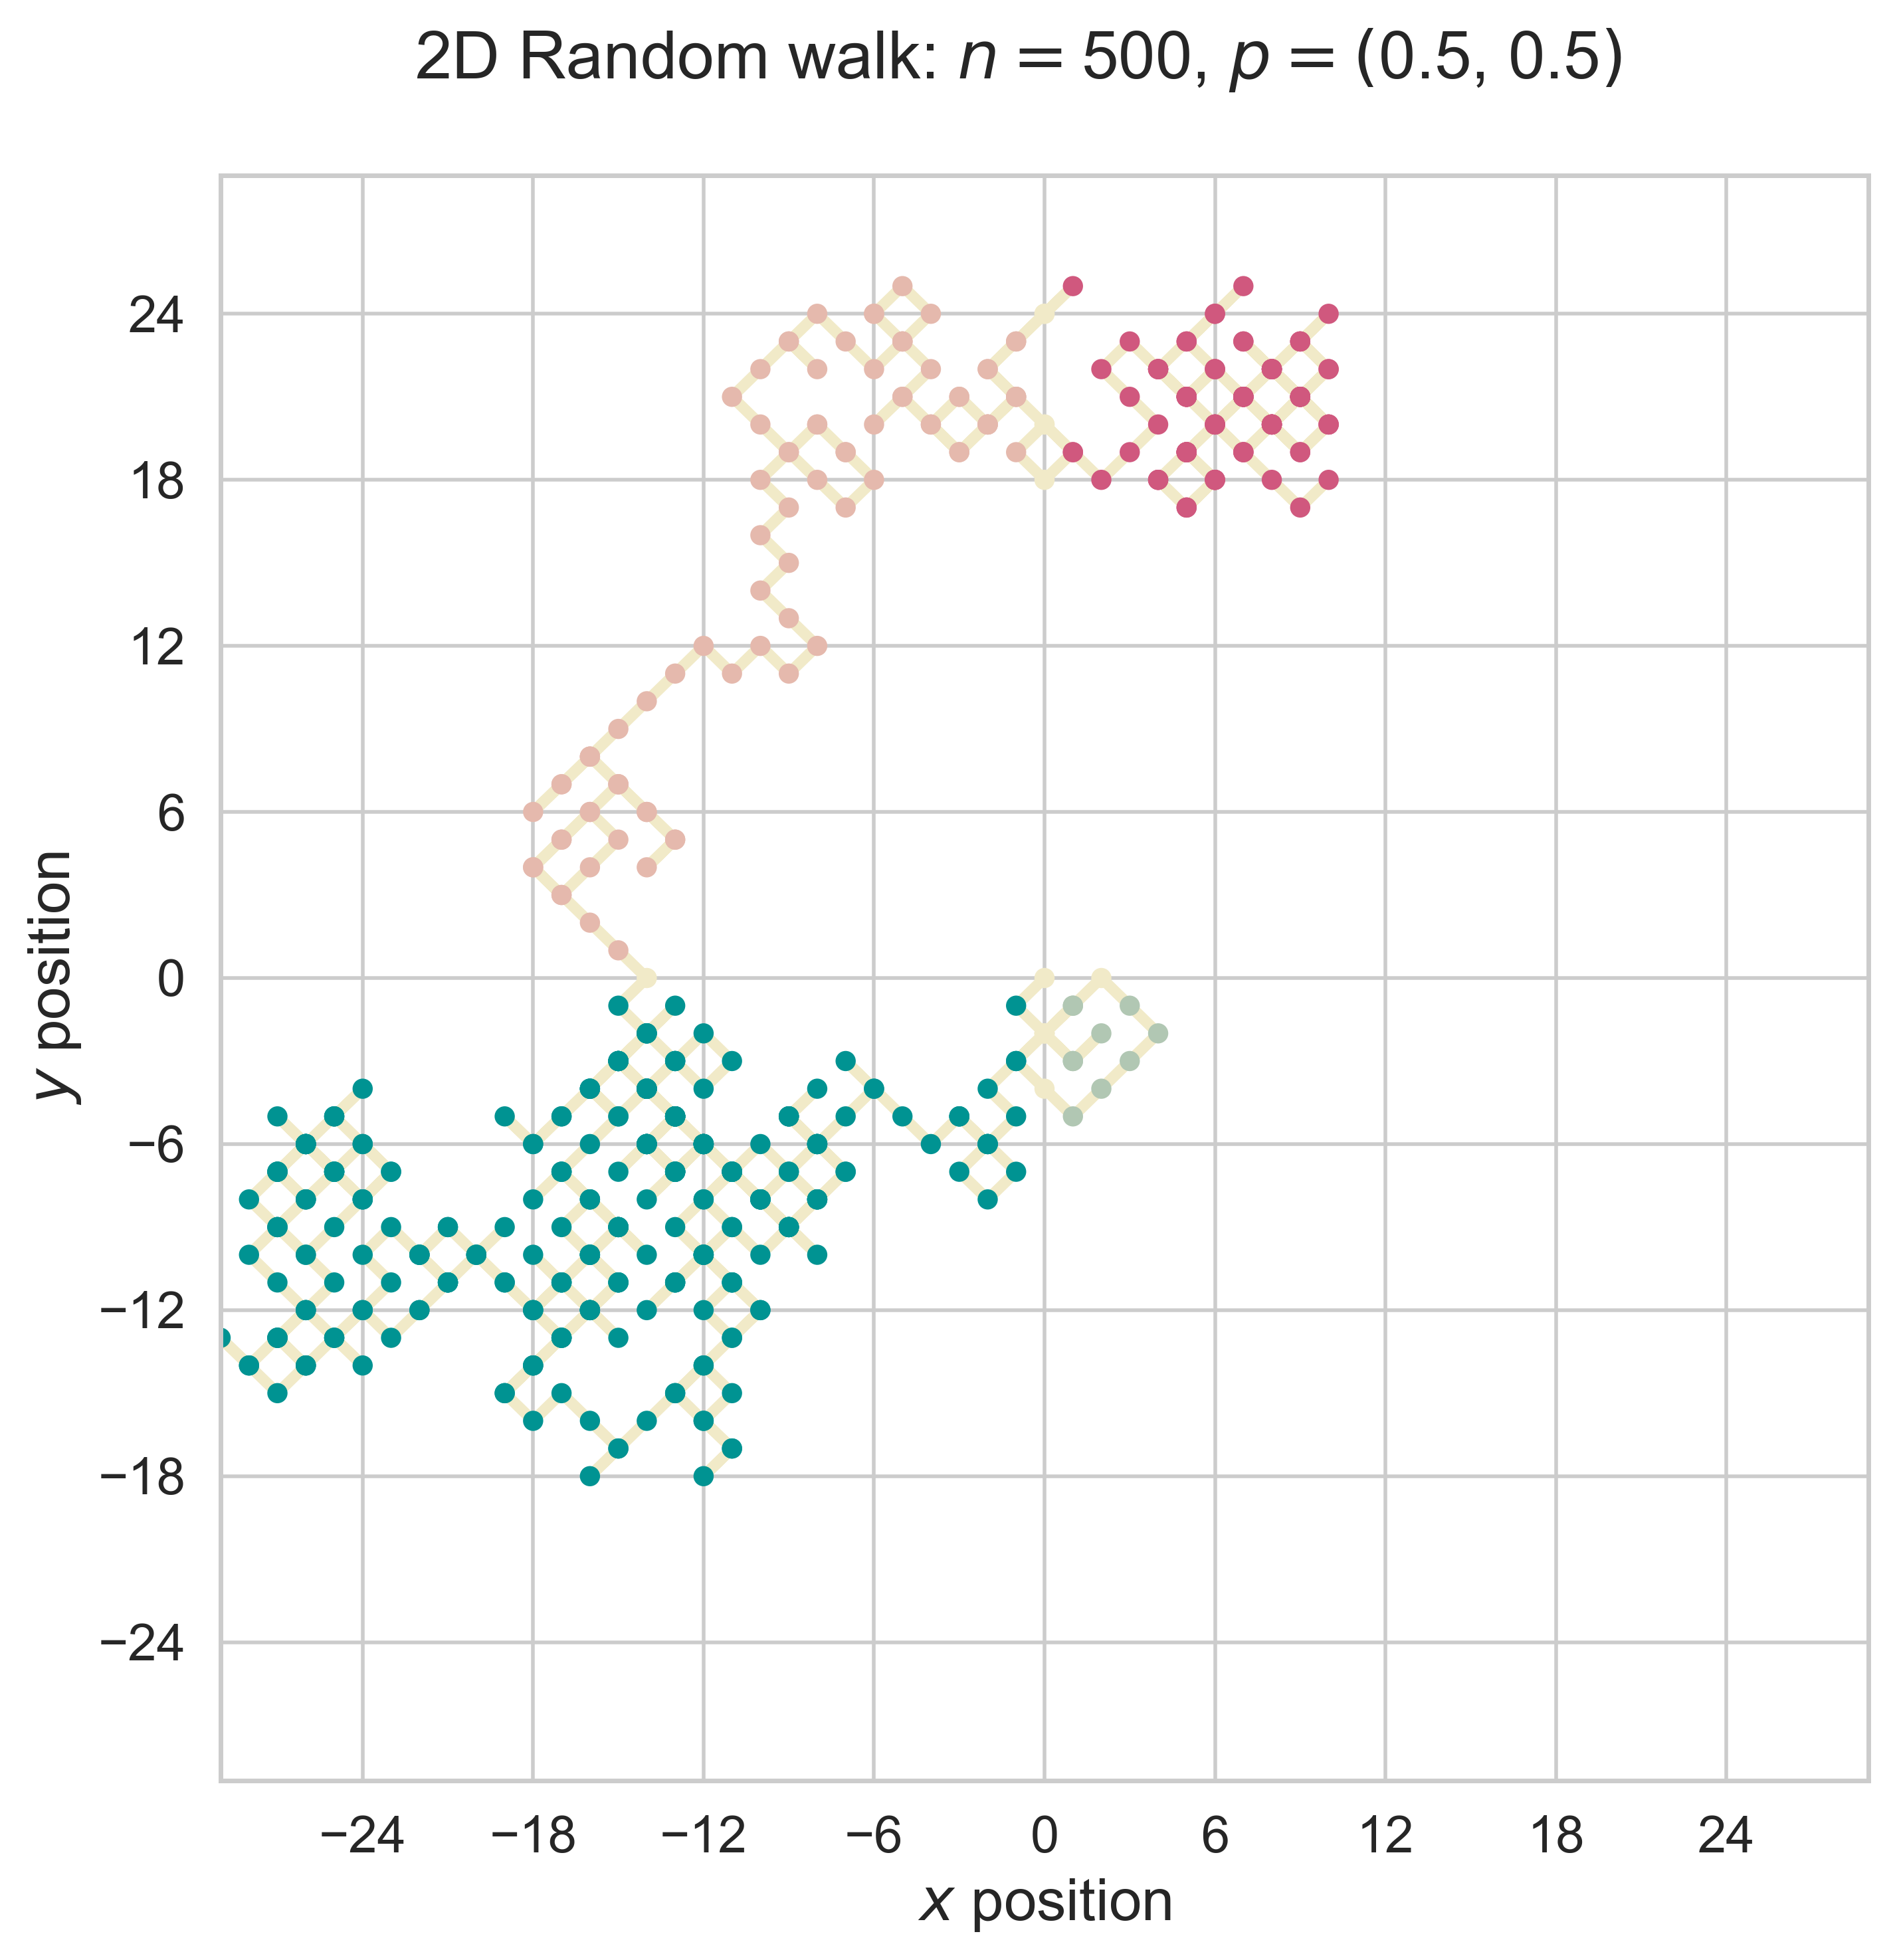 2D Random walk: n = 500, p = (0.5, 0.5)
24
18
12
6
0
−6
−12
−18
−24
y position
−24 −18 −12 −6 0 6 12 18 24
x position